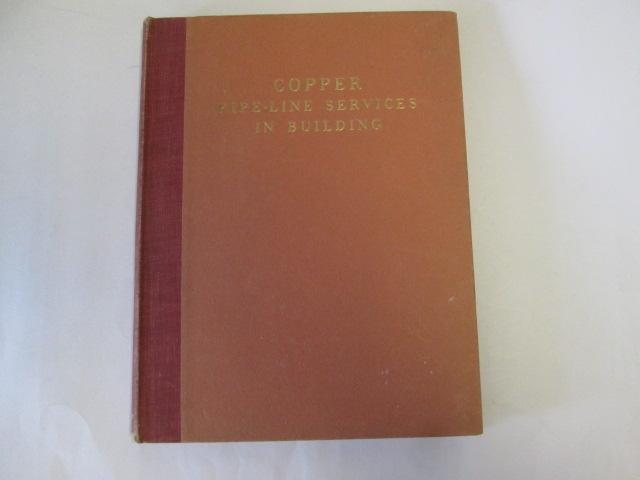 COPPER
PIPE-LINE SERVICES
IN BUILDING